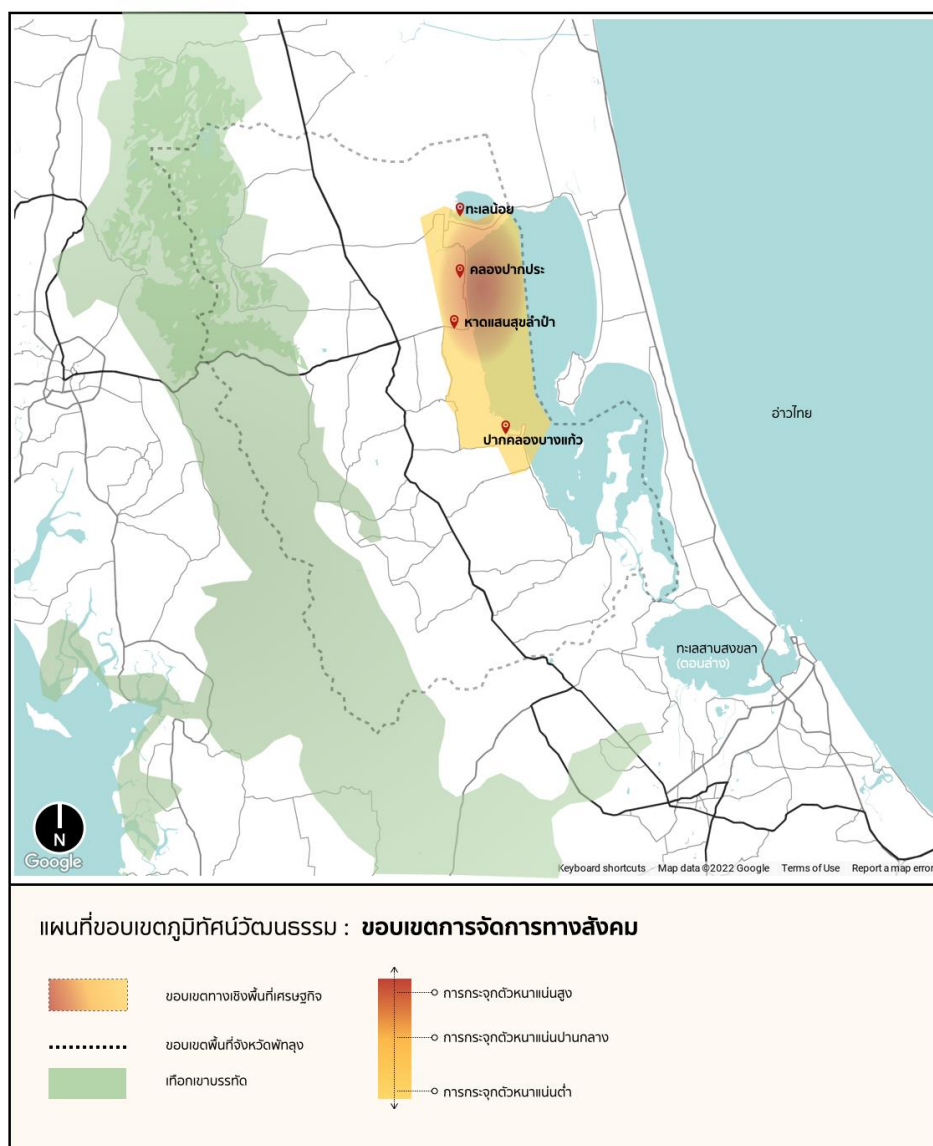 ทะเลน้อย
คลองปากประ
หาดแสนสุขลำปำ
อ่าวไทย
ปากคลองบางแก้ว
ทะเลสาบสงขลา
(ตอนล่าง)
N
Google
Keyboard shortcuts Map data ©2022 Google Terms of Use Report a map error
แผนที่ขอบเขตภูมิทัศน์วัฒนธรรม : ขอบเขตการจัดการทางสังคม
ขอบเขตทางเชิงพื้นที่เศรษฐกิจ
ขอบเขตพื้นที่จังหวัดพัทลุง
เทือกเขาบรรทัด
การกระจุกตัวหนาแน่นสูง
การกระจุกตัวหนาแน่นปานกลาง
การกระจุกตัวหนาแน่นต่ำ